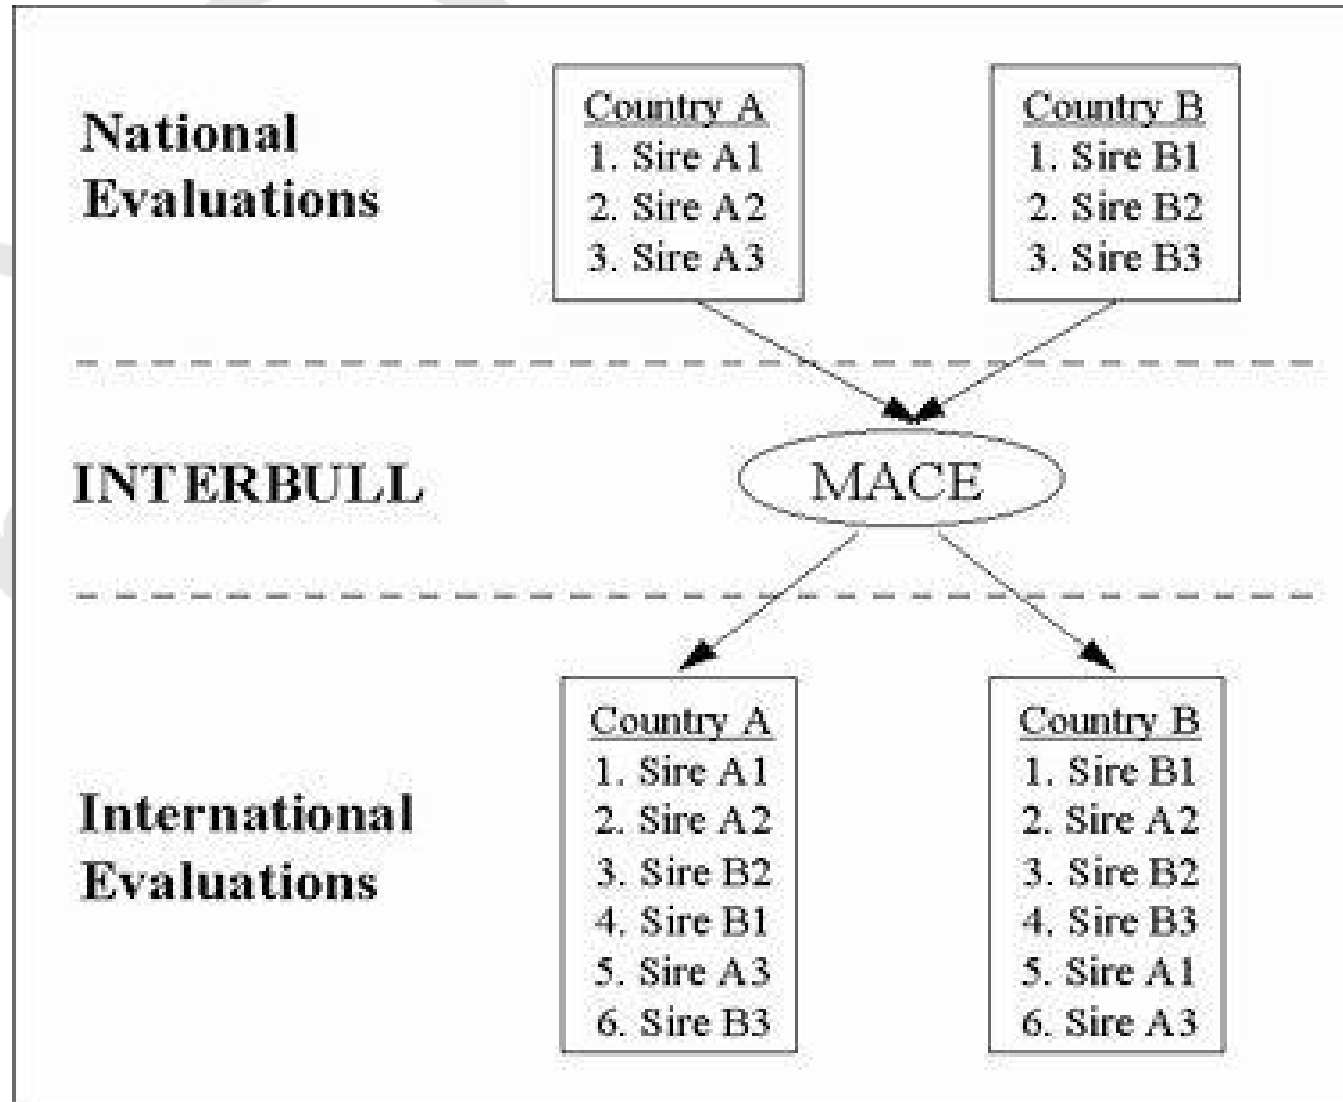 National
Evaluations
Country A
1. Sire A1
2. Sire A2
3. Sire A3
Country B
1. Sire B1
2. Sire B2
3. Sire B3
INTERBULL
MACE
International
Evaluations
Country A
1. Sire A1
2. Sire A2
3. Sire B2
4. Sire B1
5. Sire A3
6. Sire B3
Country B
1. Sire B1
2. Sire A2
3. Sire B2
4. Sire B3
5. Sire A1
6. Sire A3